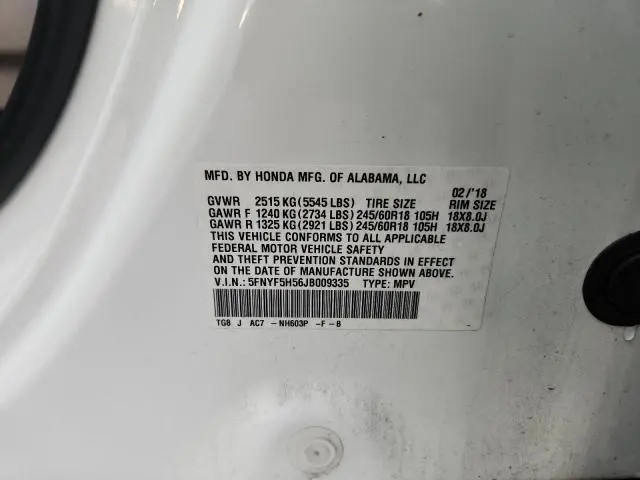 MFD. BY HONDA MFG. OF ALABAMA, LLC 02/'18
GVWR 2515 KG(5545 LBS) TIRE SIZE RIM SIZE
GAWR F 1240 KG(2734 LBS) 245/60R18 105H 18X8.0J
GAWR R 1325 KG(2921 LBS) 245/60R18 105H 18X8.0J
THIS VEHICLE CONFORMS TO ALL APPLICABLE
FEDERAL MOTOR VEHICLE SAFETY
AND THEFT PREVENTION STANDARDS IN EFFECT ON
THE DATE OF MANUFACTURE SHOWN ABOVE.
V.I.N.: 5FNYF5H56JB009335 TYPE: MPV
TG8 J AC7 -NH603P -F -B